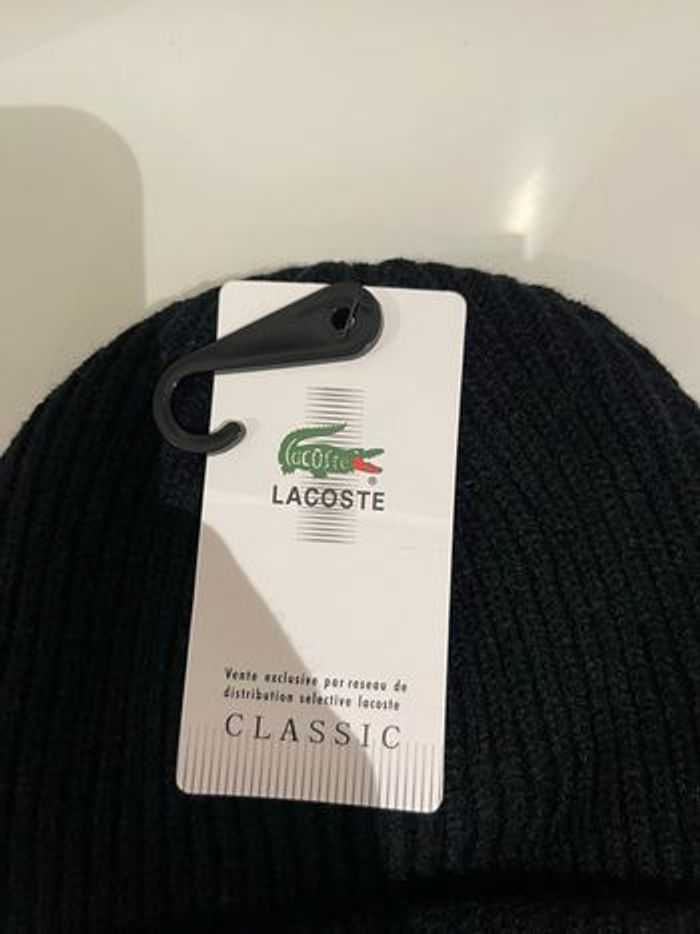 lacoste
®
LACOSTE
Vente exclusive par reseau de
distribution selective lacoste
CLASSIC